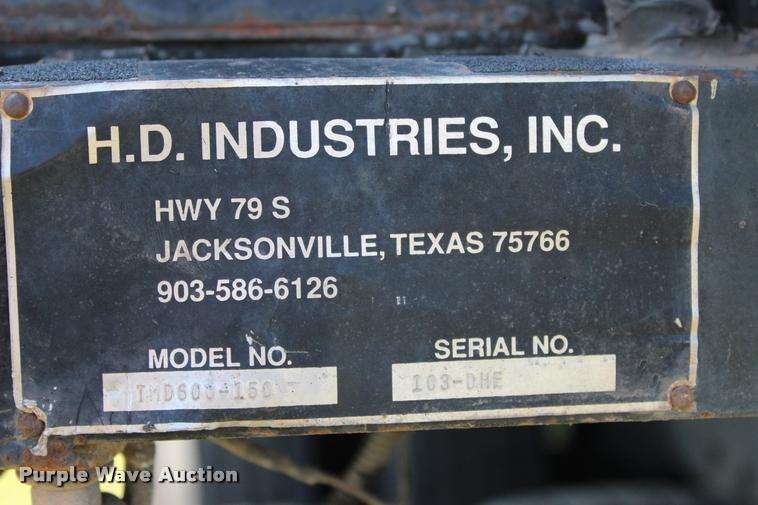 H.D. INDUSTRIES, INC.
HWY 79 S
JACKSONVILLE, TEXAS 75766
903-586-6126
MODEL NO.
SERIAL NO.
103-DHE
Purple Wave Auction